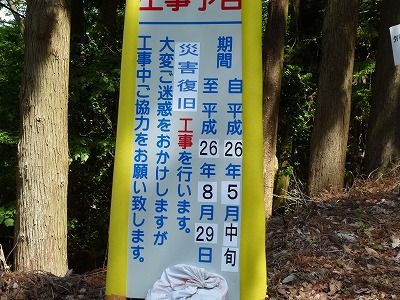 工事予告
期間 自 平成26年5月中旬
至 平成26年8月29日
災害復旧工事を行います。
大変ご迷惑をおかけしますが
工事中ご協力をお願い致します。